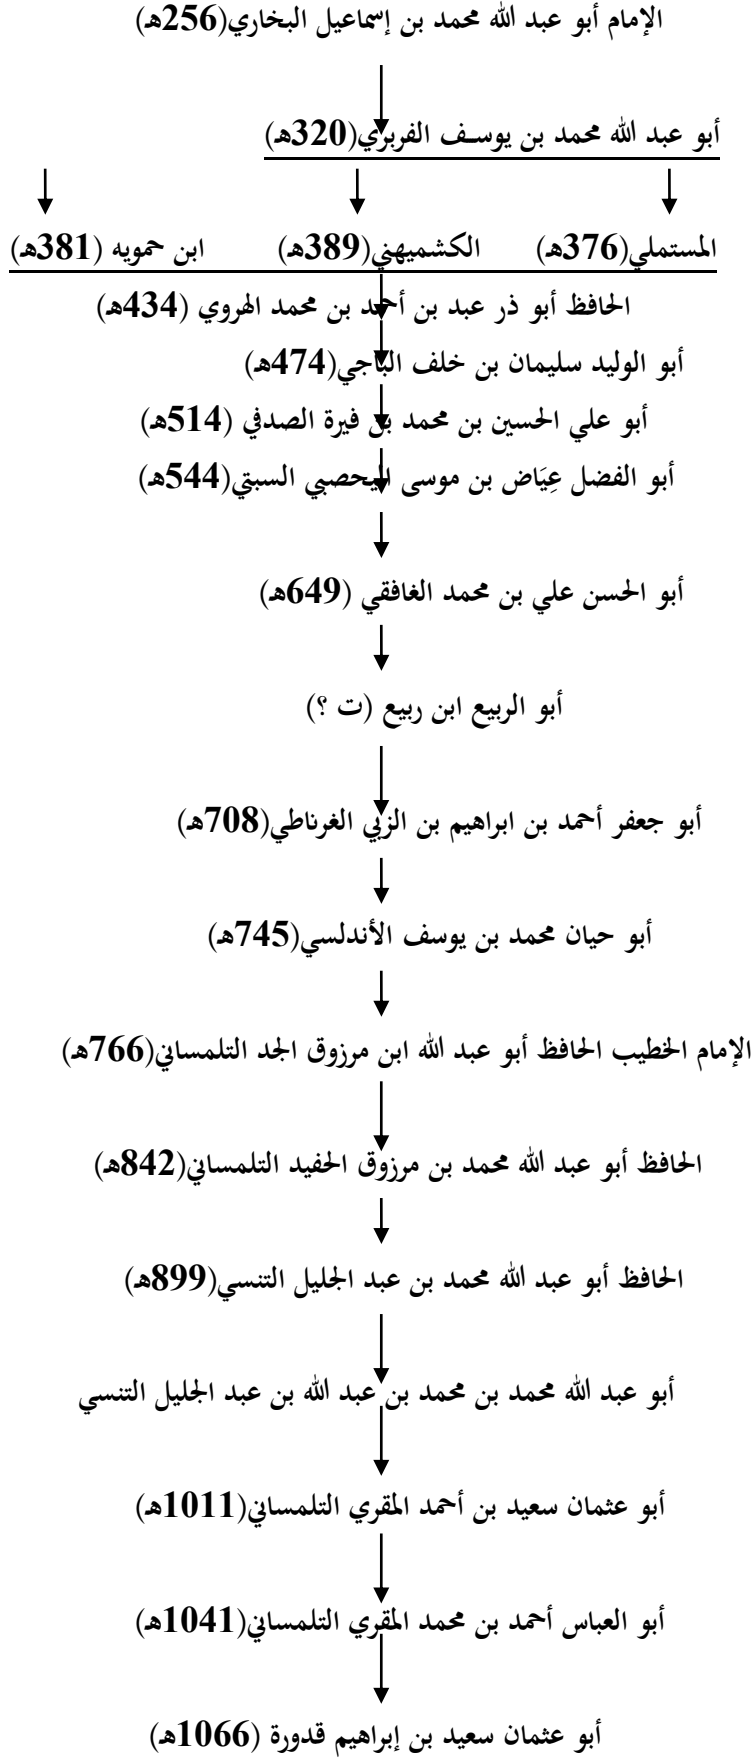 الإمام أبو عبد الله محمد بن إسماعيل البخاري(256هـ)
أبو عبد الله محمد بن يوسـف الفربري(320هـ)
المستملي(376هـ) الكشميهني(389هـ) ابن حمويه (381هـ)
الحافظ أبو ذر عبد بن أحمد بن محمد الهروي (434هـ)
أبو الوليد سليمان بن خلف الباجي(474هـ)
أبو علي الحسين بن محمد بن فيرة الصدفي (514هـ)
أبو الفضل عِيَاض بن موسى اليحصبي السبتي(544هـ)
أبو الحسن علي بن محمد الغافقي (649هـ)
أبو الربيع ابن ربيع (ت ؟)
أبو جعفر أحمد بن ابراهيم بن الزبي الغرناطي(708هـ)
أبو حيان محمد بن يوسف الأندلسي(745هـ)
الإمام الخطيب الحافظ أبو عبد الله ابن مرزوق الجد التلمساني(766هـ)
الحافظ أبو عبد الله محمد بن مرزوق الحفيد التلمساني(842هـ)
الحافظ أبو عبد الله محمد بن عبد الجليل التنسي(899هـ)
أبو عبد الله محمد بن محمد بن عبد الله بن عبد الجليل التنسي
أبو عثمان سعيد بن أحمد المقري التلمساني(1011هـ)
أبو العباس أحمد بن محمد المقري التلمساني(1041هـ)
أبو عثمان سعيد بن إبراهيم قدورة (1066هـ)